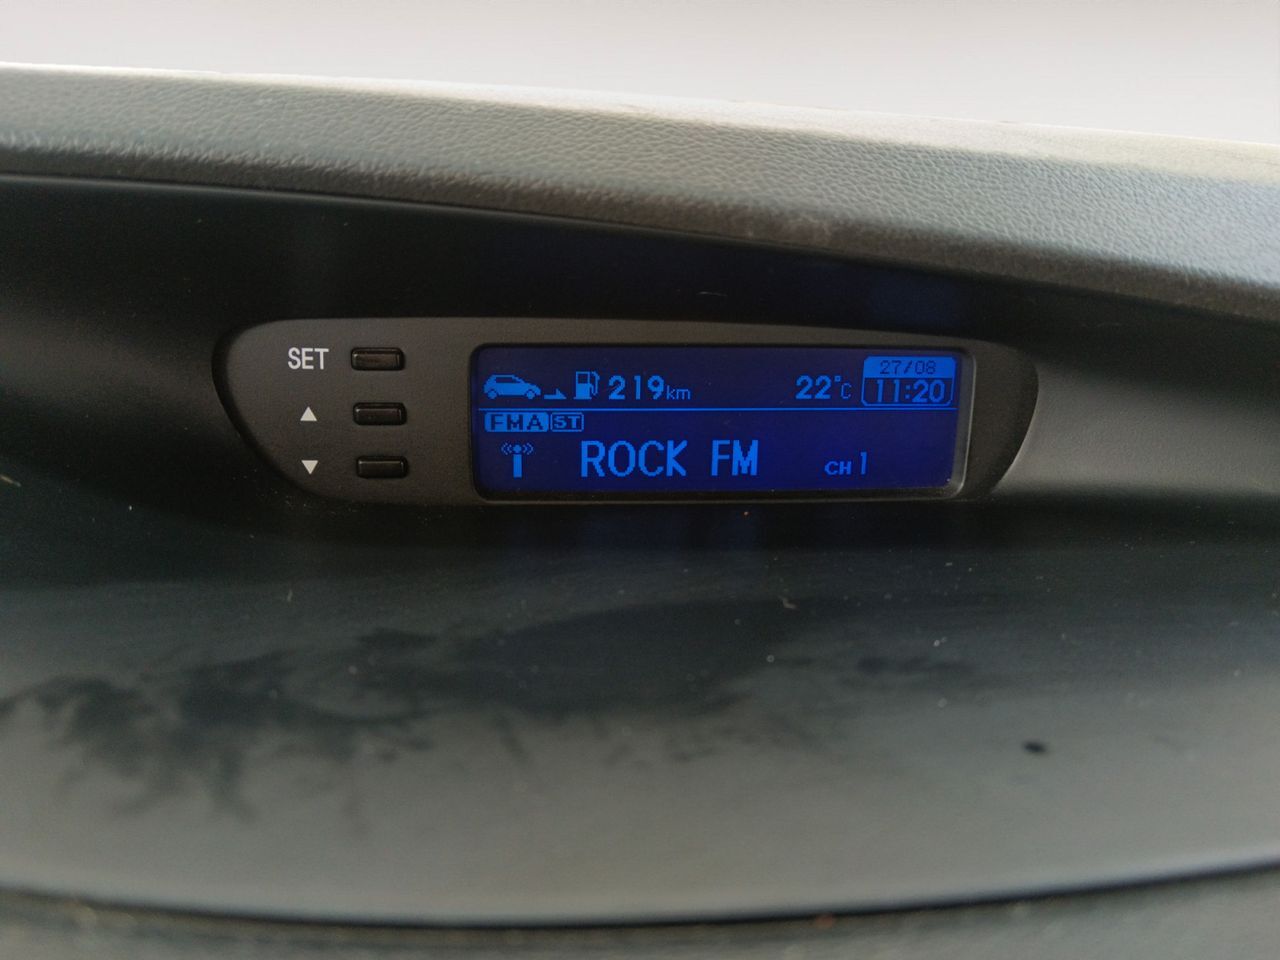 SET
▲
▼
27/08
219km 22°C 11:20
FMA ST
ROCK FM CH 1